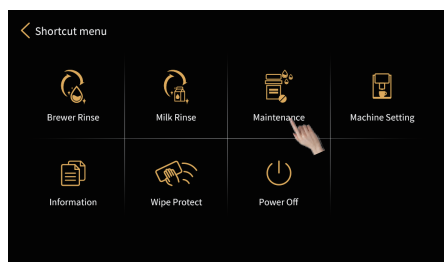 Shortcut menu
Brewer Rinse
Milk Rinse
Maintenance
Machine Setting
Information
Wipe Protect
Power Off